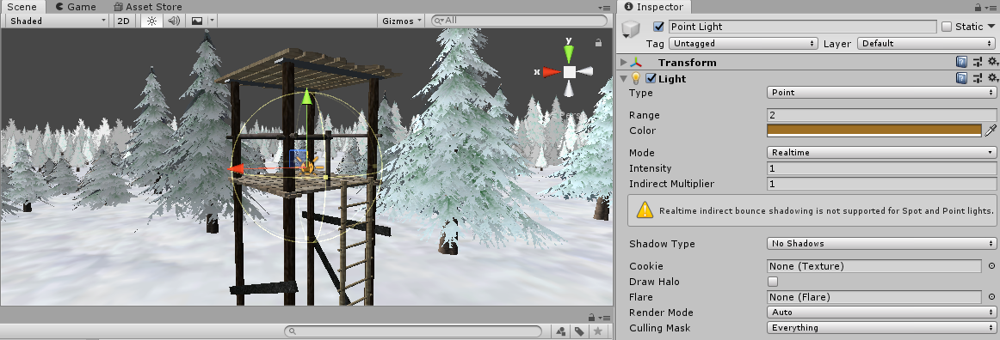 Scene Game Asset Store
Shaded 2D Gizmos All
y
x
Inspector
Point Light Static
Tag Untagged Layer Default
Transform
Light
Type Point
Range 2
Color
Mode Realtime
Intensity 1
Indirect Multiplier 1
Realtime indirect bounce shadowing is not supported for Spot and Point lights.
Shadow Type No Shadows
Cookie None (Texture)
Draw Halo
Flare None (Flare)
Render Mode Auto
Culling Mask Everything